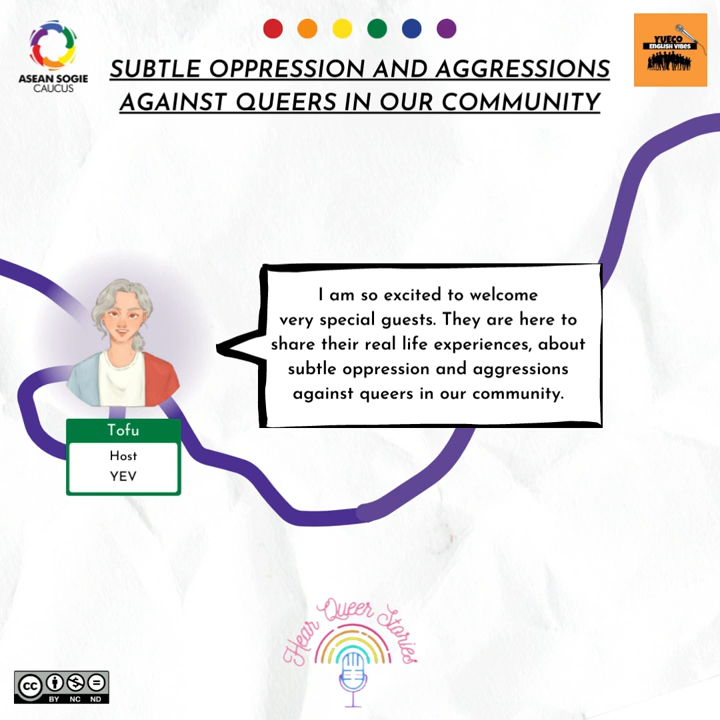 ASEAN SOGIE
CAUCUS
SUBTLE OPPRESSION AND AGGRESSIONS
AGAINST QUEERS IN OUR COMMUNITY
YUECO
ENGLISH VIBES
I am so excited to welcome
very special guests. They are here to
share their real life experiences, about
subtle oppression and aggressions
against queers in our community.
Tofu
Host
YEV
Hear Queer Stories
cc
BY NC ND